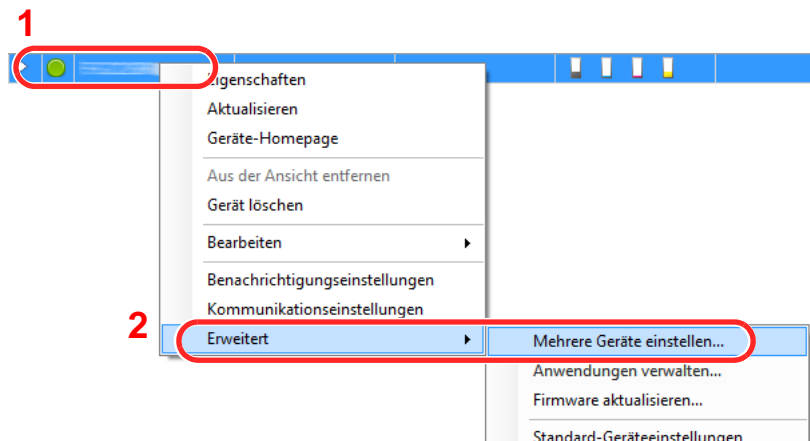 1
Eigenschaften
Aktualisieren
Geräte-Homepage
Aus der Ansicht entfernen
Gerät löschen
Bearbeiten
Benachrichtigungseinstellungen
Kommunikationseinstellungen
2
Erweitert
Mehrere Geräte einstellen...
Anwendungen verwalten...
Firmware aktualisieren...
Standard-Geräteeinstellungen